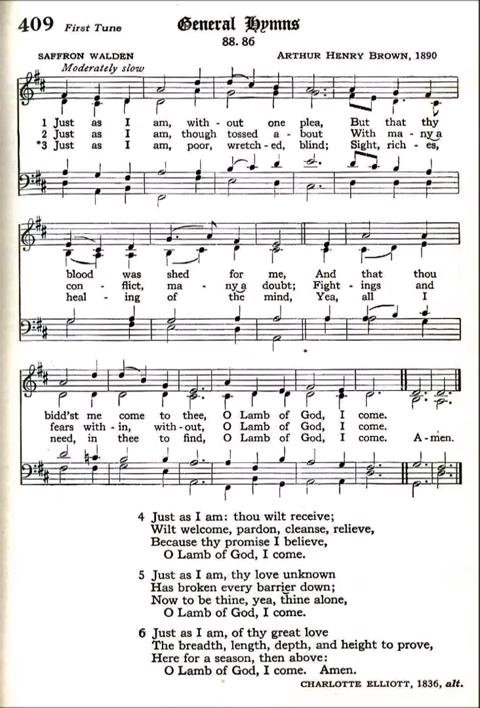 409 First Tune General Hymns
88. 86
SAFFRON WALDEN ARTHUR HENRY BROWN, 1890
Moderately slow
1 Just as I am, with - out one plea, But that thy
2 Just as I am, though tossed a - bout With ma - ny a
*3 Just as I am, poor, wretch - ed, blind; Sight, rich - es,
blood was shed for me, And that thou
con - flict, ma - ny a doubt; Fight - ings and
heal - ing of the mind, Yea, all I
bidd'st me come to thee, O Lamb of God, I come.
fears with - in, with - out, O Lamb of God, I come.
need, in thee to find, O Lamb of God, I come. A - men.
4 Just as I am: thou wilt receive;
Wilt welcome, pardon, cleanse, relieve,
Because thy promise I believe,
O Lamb of God, I come.
5 Just as I am, thy love unknown
Has broken every barrier down;
Now to be thine, yea, thine alone,
O Lamb of God, I come.
6 Just as I am, of thy great love
The breadth, length, depth, and height to prove,
Here for a season, then above:
O Lamb of God, I come. Amen.
CHARLOTTE ELLIOTT, 1836, alt.